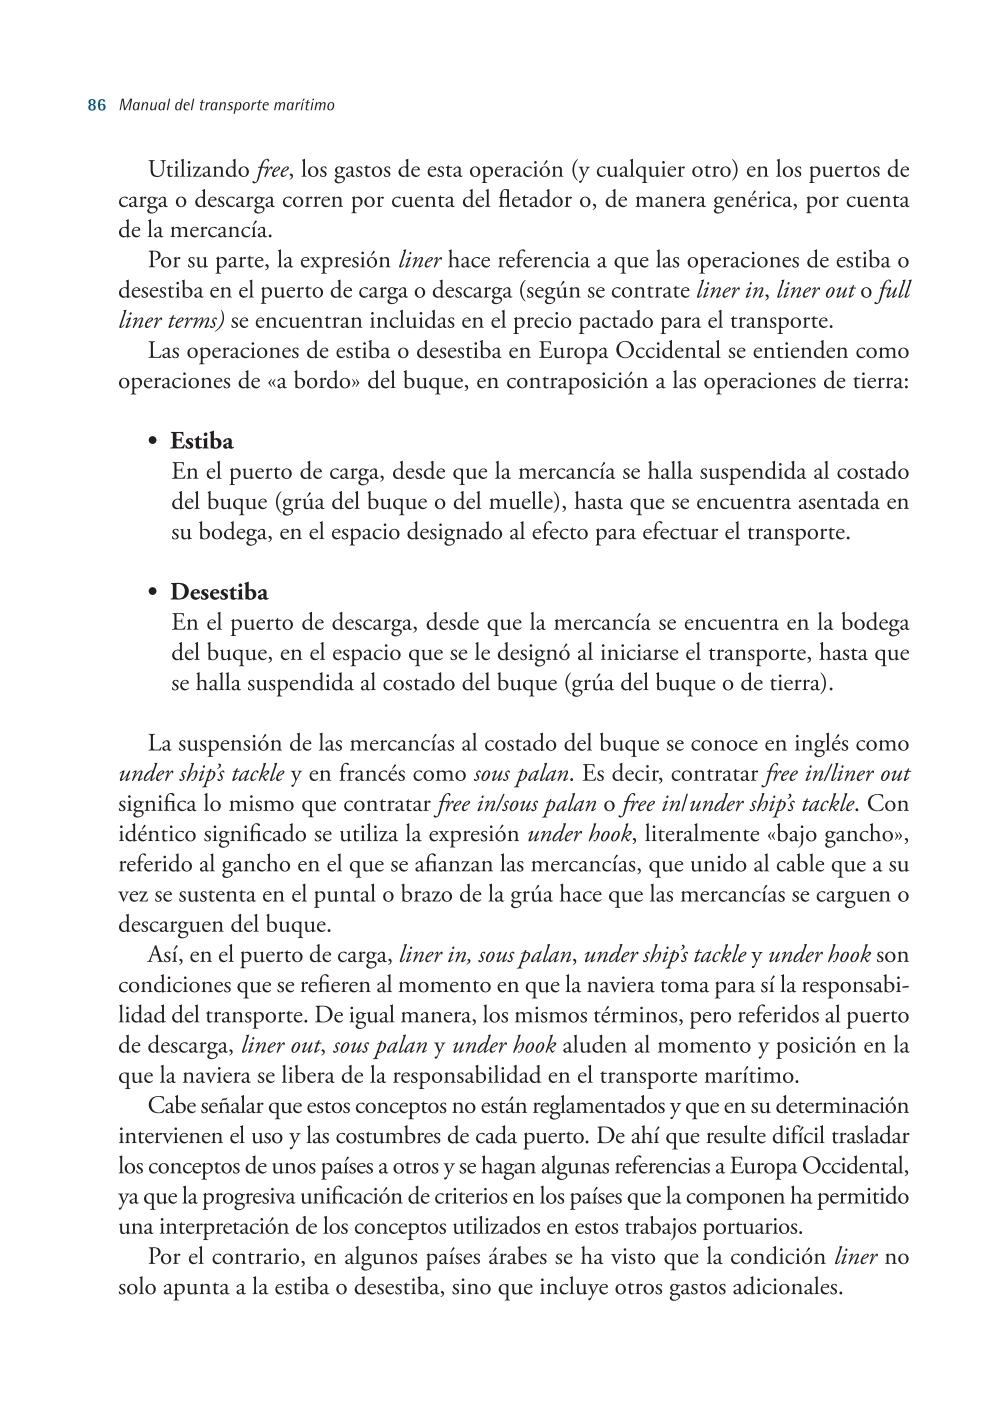 86 Manual del transporte marítimo
Utilizando free, los gastos de esta operación (y cualquier otro) en los puertos de
carga o descarga corren por cuenta del fletador o, de manera genérica, por cuenta
de la mercancía.
Por su parte, la expresión liner hace referencia a que las operaciones de estiba o
desestiba en el puerto de carga o descarga (según se contrate liner in, liner out o full
liner terms) se encuentran incluidas en el precio pactado para el transporte.
Las operaciones de estiba o desestiba en Europa Occidental se entienden como
operaciones de «a bordo» del buque, en contraposición a las operaciones de tierra:
• Estiba
En el puerto de carga, desde que la mercancía se halla suspendida al costado
del buque (grúa del buque o del muelle), hasta que se encuentra asentada en
su bodega, en el espacio designado al efecto para efectuar el transporte.
• Desestiba
En el puerto de descarga, desde que la mercancía se encuentra en la bodega
del buque, en el espacio que se le designó al iniciarse el transporte, hasta que
se halla suspendida al costado del buque (grúa del buque o de tierra).
La suspensión de las mercancías al costado del buque se conoce en inglés como
under ship's tackle y en francés como sous palan. Es decir, contratar free in/liner out
significa lo mismo que contratar free in/sous palan o free in/under ship's tackle. Con
idéntico significado se utiliza la expresión under hook, literalmente «bajo gancho»,
referido al gancho en el que se afianzan las mercancías, que unido al cable que a su
vez se sustenta en el puntal o brazo de la grúa hace que las mercancías se carguen o
descarguen del buque.
Así, en el puerto de carga, liner in, sous palan, under ship's tackle y under hook son
condiciones que se refieren al momento en que la naviera toma para sí la responsabi-
lidad del transporte. De igual manera, los mismos términos, pero referidos al puerto
de descarga, liner out, sous palan y under hook aluden al momento y posición en la
que la naviera se libera de la responsabilidad en el transporte marítimo.
Cabe señalar que estos conceptos no están reglamentados y que en su determinación
intervienen el uso y las costumbres de cada puerto. De ahí que resulte difícil trasladar
los conceptos de unos países a otros y se hagan algunas referencias a Europa Occidental,
ya que la progresiva unificación de criterios en los países que la componen ha permitido
una interpretación de los conceptos utilizados en estos trabajos portuarios.
Por el contrario, en algunos países árabes se ha visto que la condición liner no
solo apunta a la estiba o desestiba, sino que incluye otros gastos adicionales.